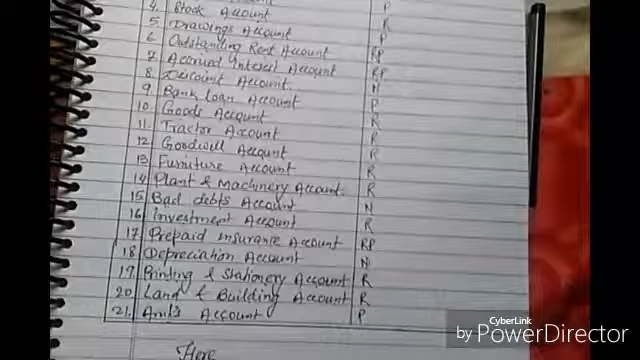 4. Stock Account R
5. Drawings Account P
6 Outstanding Rent Account RP
7. Accrued Interest Account RP
8 Discount Account N
9 Bank loan Account P
10. Goods Account R
11. Tractor Account R
12 Goodwill Account R
13 Furniture Account R
14 Plant & Machinery Account. R
15 Bad debts Account N
16 Investment Account R
17 Prepaid insurance Account RP
18 Depreciation Account N
19. Printing & Stationery Account R
20. Land & Building Account R
21. Account P
Here
CyberLink
by PowerDirector